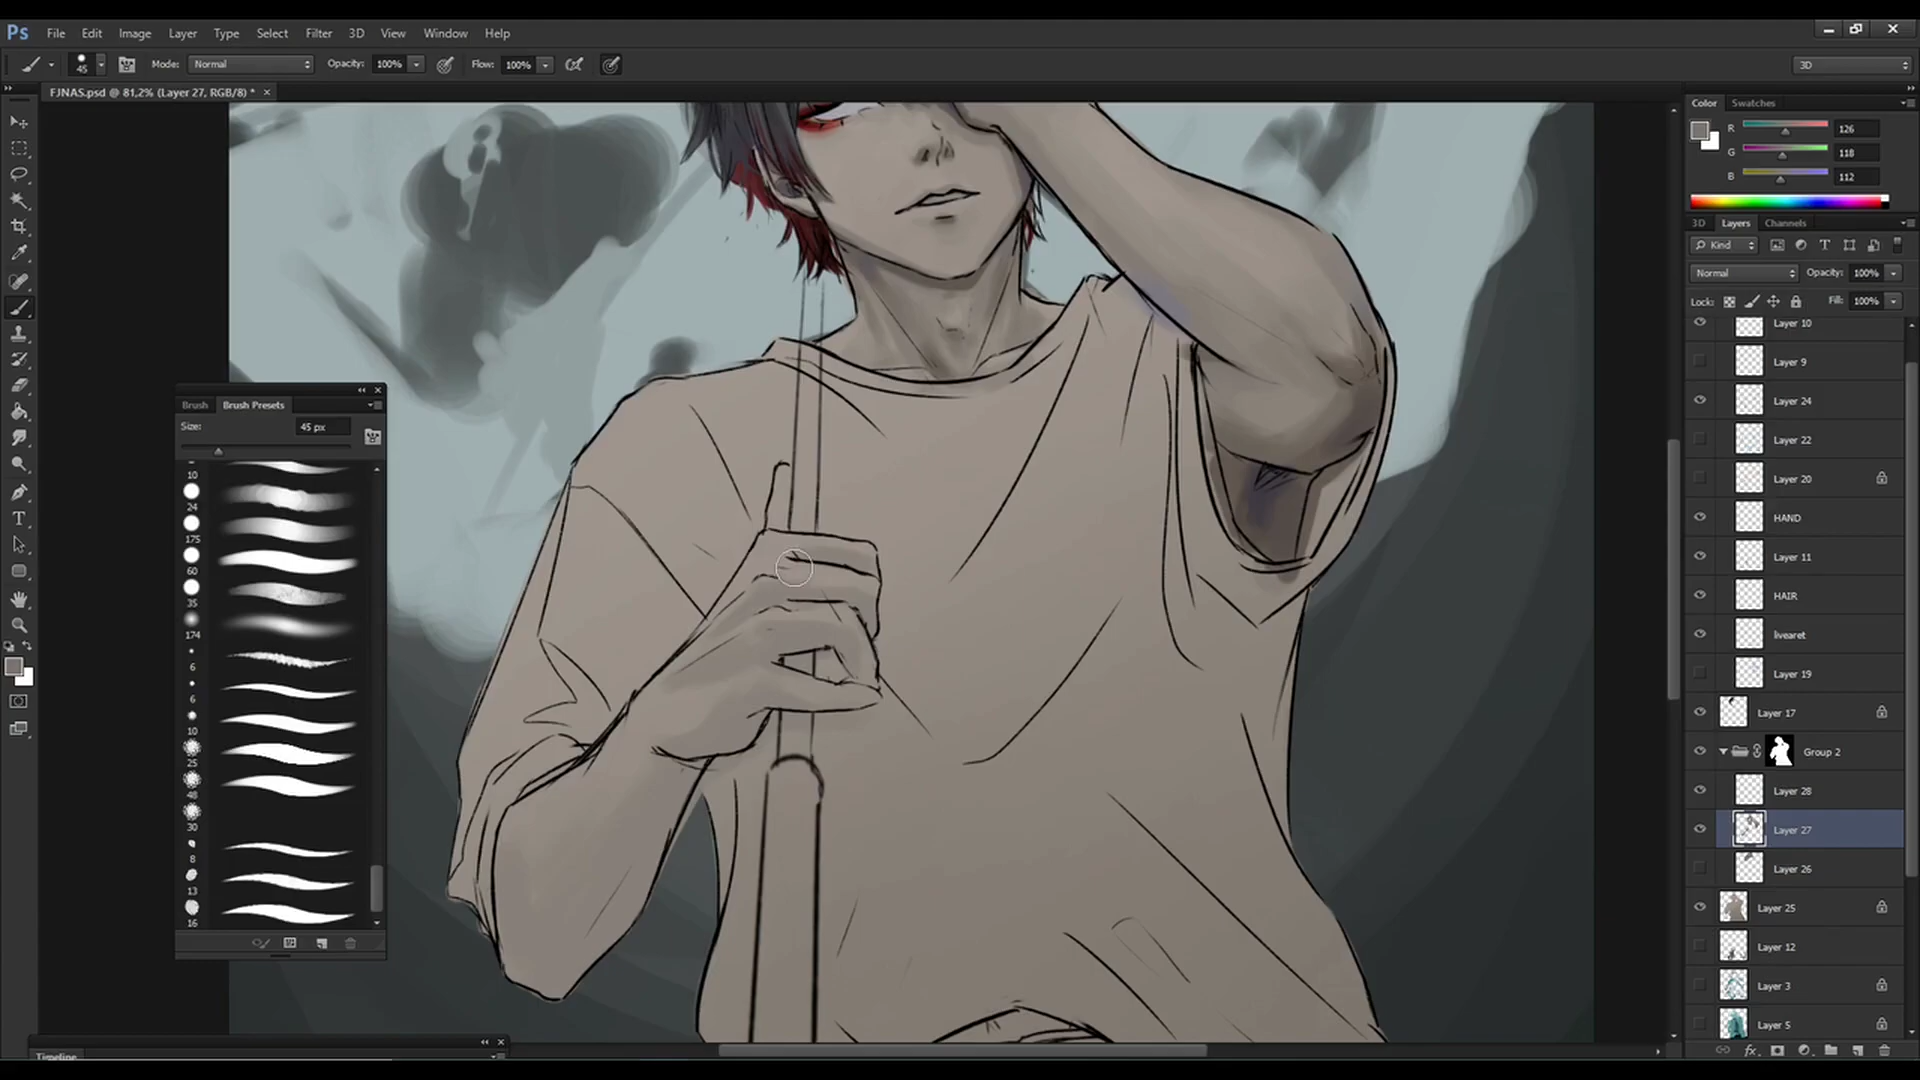 Ps File Edit Image Layer Type Select Filter 3D View Window Help
45 Mode: Normal Opacity: 100% Flow: 100% 3D
FJNAS.psd @ 81,2% (Layer 27, RGB/8) * ×
Color Swatches
R 126
G 118
B 112
3D Layers Channels
Kind
Normal Opacity: 100%
Lock: Fill: 100%
Layer 10
Layer 9
Layer 24
Layer 22
Layer 20
HAND
Layer 11
HAIR
livearet
Layer 19
Layer 17
Group 2
Layer 28
Layer 27
Layer 26
Layer 25
Layer 12
Layer 3
Layer 5
Brush Brush Presets
Size: 45 px
10
24
175
60
35
174
6
6
10
25
48
30
8
13
16
Timeline